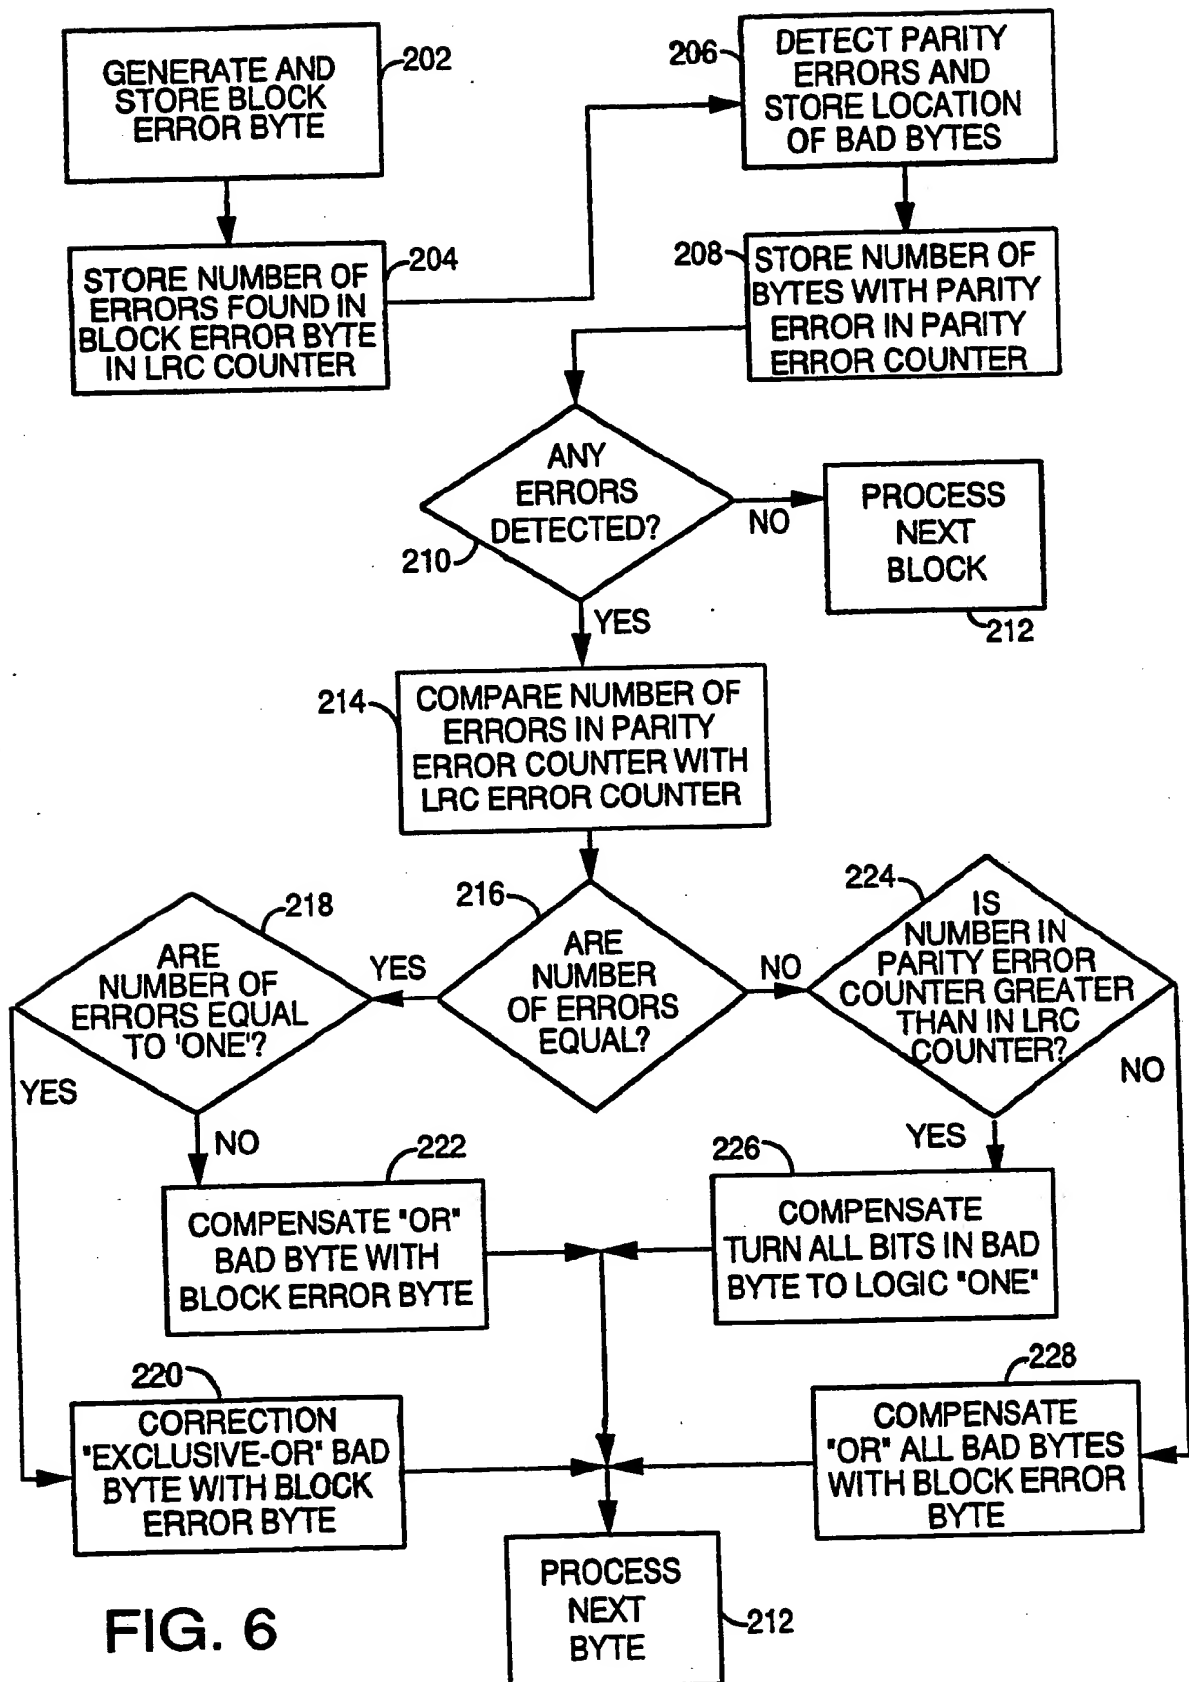 GENERATE AND
STORE BLOCK
ERROR BYTE
202
STORE NUMBER OF
ERRORS FOUND IN
BLOCK ERROR BYTE
IN LRC COUNTER
204
206
DETECT PARITY
ERRORS AND
STORE LOCATION
OF BAD BYTES
208
STORE NUMBER OF
BYTES WITH PARITY
ERROR IN PARITY
ERROR COUNTER
ANY
ERRORS
DETECTED?
210
NO
PROCESS
NEXT
BLOCK
212
YES
214
COMPARE NUMBER OF
ERRORS IN PARITY
ERROR COUNTER WITH
LRC ERROR COUNTER
218
ARE
NUMBER OF
ERRORS EQUAL
TO 'ONE'?
YES
216
ARE
NUMBER
OF ERRORS
EQUAL?
NO
224
IS
NUMBER IN
PARITY ERROR
COUNTER GREATER
THAN IN LRC
COUNTER?
YES
NO
YES
NO
222
COMPENSATE "OR"
BAD BYTE WITH
BLOCK ERROR BYTE
226
COMPENSATE
TURN ALL BITS IN BAD
BYTE TO LOGIC "ONE"
220
CORRECTION
"EXCLUSIVE-OR" BAD
BYTE WITH BLOCK
ERROR BYTE
228
COMPENSATE
"OR" ALL BAD BYTES
WITH BLOCK ERROR
BYTE
PROCESS
NEXT
BYTE
212
FIG. 6